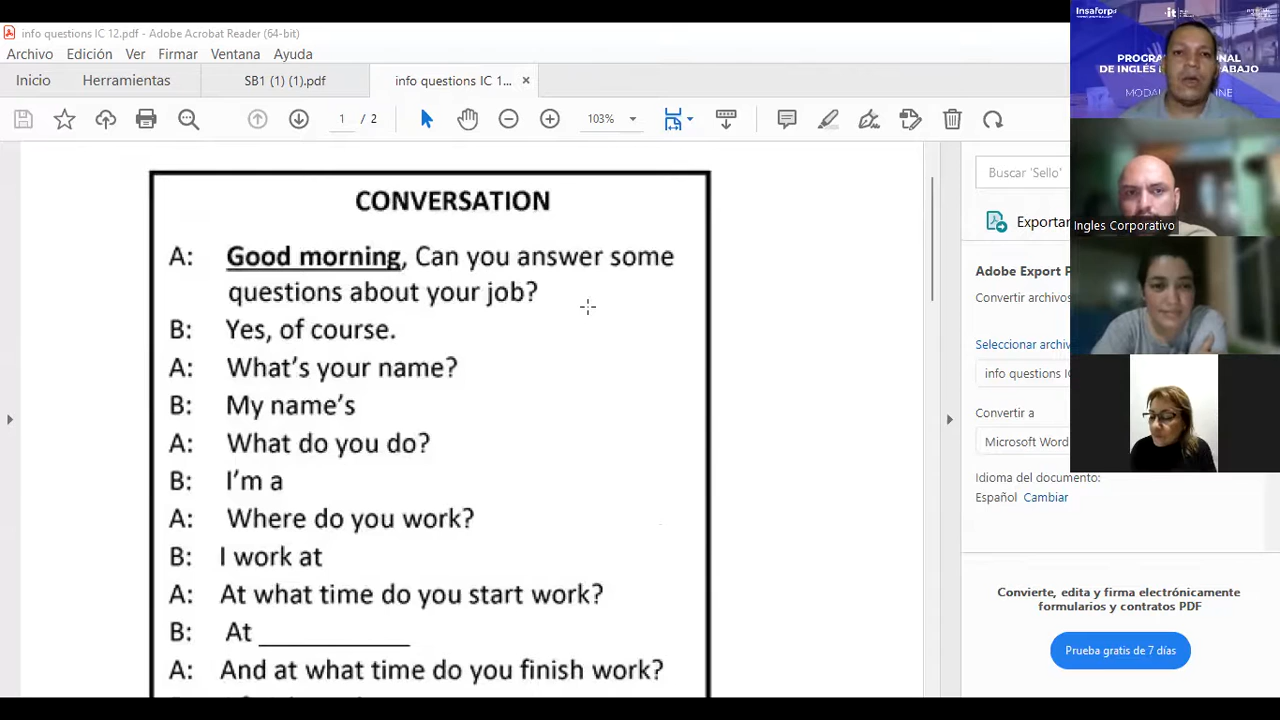 info questions IC 12.pdf - Adobe Acrobat Reader (64-bit)
Archivo Edición Ver Firmar Ventana Ayuda
Inicio Herramientas SB1 (1) (1).pdf info questions IC 1... ×
1 / 2 103%
CONVERSATION
A: Good morning, Can you answer some
questions about your job?
B: Yes, of course.
A: What's your name?
B: My name's
A: What do you do?
B: I'm a
A: Where do you work?
B: I work at
A: At what time do you start work?
B: At __________
A: And at what time do you finish work?
Buscar 'Sello'
Exportar
Adobe Export P
Convertir archivos
Seleccionar archiv
info questions I
Convertir a
Microsoft Word
Idioma del documento:
Español Cambiar
Convierte, edita y firma electrónicamente
formularios y contratos PDF
Prueba gratis de 7 días
Insaforp
it
Ingles Corporativo